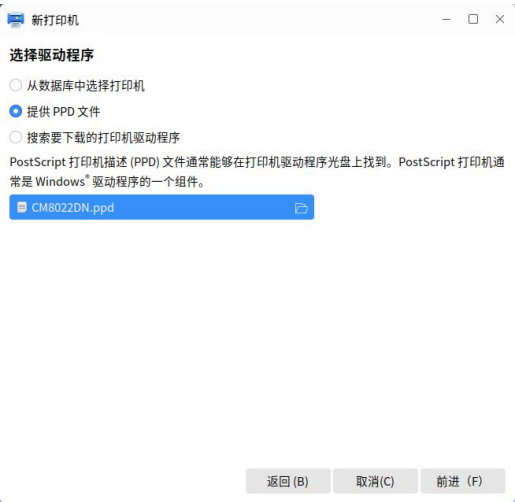 新打印机
选择驱动程序
从数据库中选择打印机
提供 PPD 文件
搜索要下载的打印机驱动程序
PostScript 打印机描述 (PPD) 文件通常能够在打印机驱动程序光盘上找到。PostScript 打印机通
常是 Windows® 驱动程序的一个组件。
CM8022DN.ppd
返回 (B) 取消(C) 前进（F）